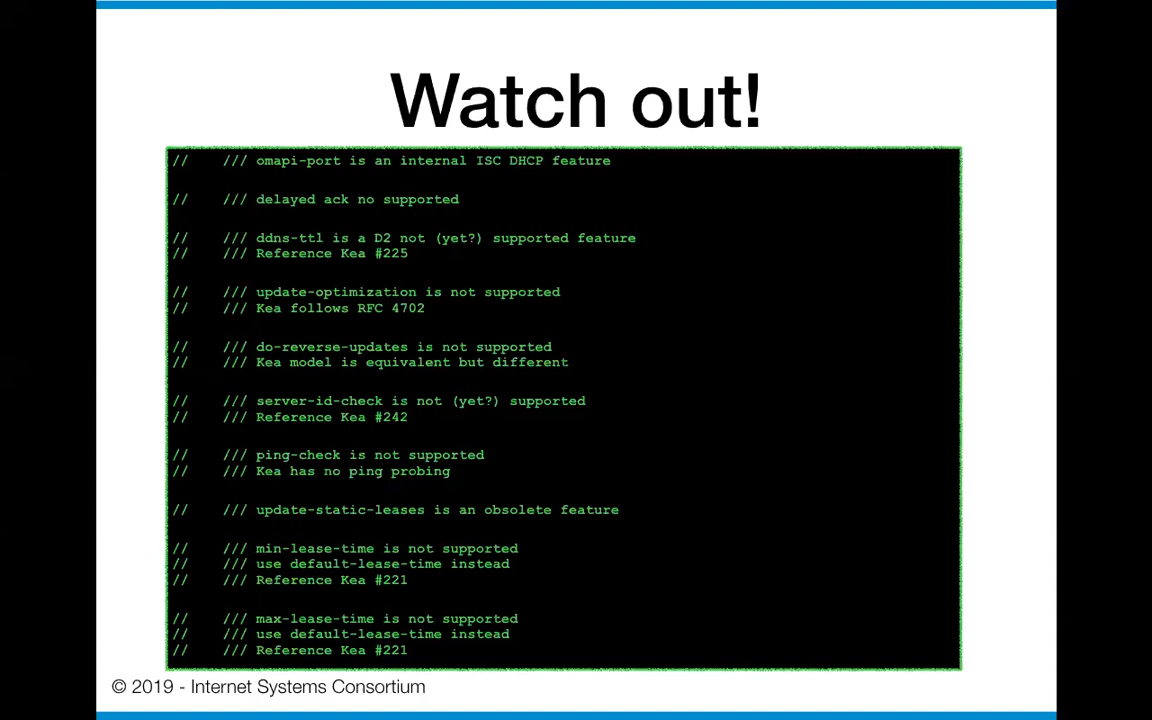 Watch out!
// /// omapi-port is an internal ISC DHCP feature
// /// delayed ack no supported
// /// ddns-ttl is a D2 not (yet?) supported feature
// /// Reference Kea #225
// /// update-optimization is not supported
// /// Kea follows RFC 4702
// /// do-reverse-updates is not supported
// /// Kea model is equivalent but different
// /// server-id-check is not (yet?) supported
// /// Reference Kea #242
// /// ping-check is not supported
// /// Kea has no ping probing
// /// update-static-leases is an obsolete feature
// /// min-lease-time is not supported
// /// use default-lease-time instead
// /// Reference Kea #221
// /// max-lease-time is not supported
// /// use default-lease-time instead
// /// Reference Kea #221
© 2019 - Internet Systems Consortium